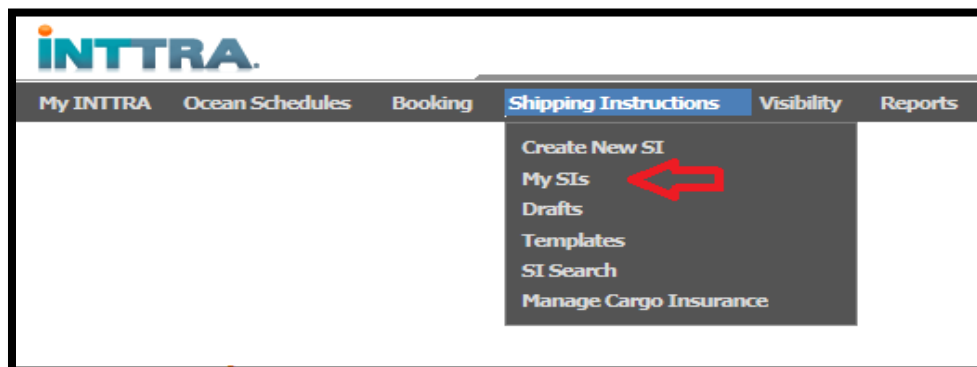 INTTRA.
My INTTRA Ocean Schedules Booking Shipping Instructions Visibility Reports
Create New SI
My SIs
Drafts
Templates
SI Search
Manage Cargo Insurance